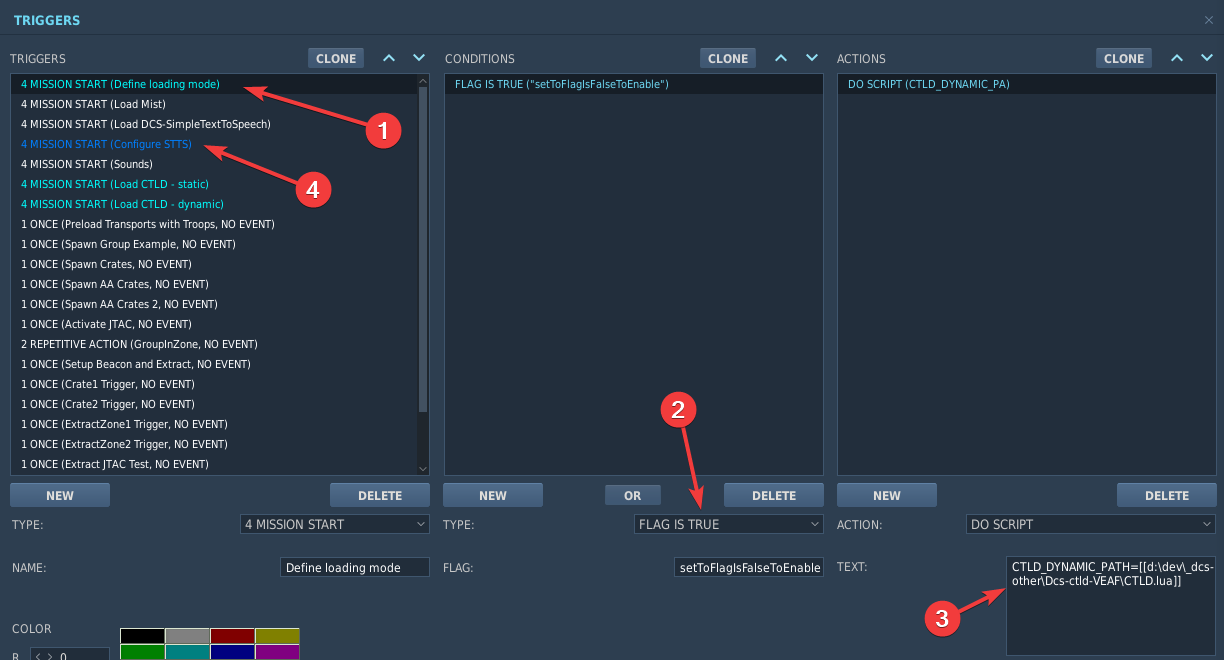 TRIGGERS
TRIGGERS
CLONE
4 MISSION START (Define loading mode)
4 MISSION START (Load Mist)
4 MISSION START (Load DCS-SimpleTextToSpeech)
4 MISSION START (Configure STTS)
4 MISSION START (Sounds)
4 MISSION START (Load CTLD - static)
4 MISSION START (Load CTLD - dynamic)
1 ONCE (Preload Transports with Troops, NO EVENT)
1 ONCE (Spawn Group Example, NO EVENT)
1 ONCE (Spawn Crates, NO EVENT)
1 ONCE (Spawn AA Crates, NO EVENT)
1 ONCE (Spawn AA Crates 2, NO EVENT)
1 ONCE (Activate JTAC, NO EVENT)
2 REPETITIVE ACTION (GroupInZone, NO EVENT)
1 ONCE (Setup Beacon and Extract, NO EVENT)
1 ONCE (Crate1 Trigger, NO EVENT)
1 ONCE (Crate2 Trigger, NO EVENT)
1 ONCE (ExtractZone1 Trigger, NO EVENT)
1 ONCE (ExtractZone2 Trigger, NO EVENT)
1 ONCE (Extract JTAC Test, NO EVENT)
1
4
NEW
DELETE
TYPE:
4 MISSION START
NAME:
Define loading mode
COLOR
R
0
CONDITIONS
CLONE
FLAG IS TRUE ("setToFlagIsFalseToEnable")
2
NEW
OR
DELETE
TYPE:
FLAG IS TRUE
FLAG:
setToFlagIsFalseToEnable
ACTIONS
CLONE
DO SCRIPT (CTLD_DYNAMIC_PA)
NEW
DELETE
ACTION:
DO SCRIPT
TEXT:
CTLD_DYNAMIC_PATH=[[d:\dev\_dcs-
other\Dcs-ctld-VEAF\CTLD.lua]]
3